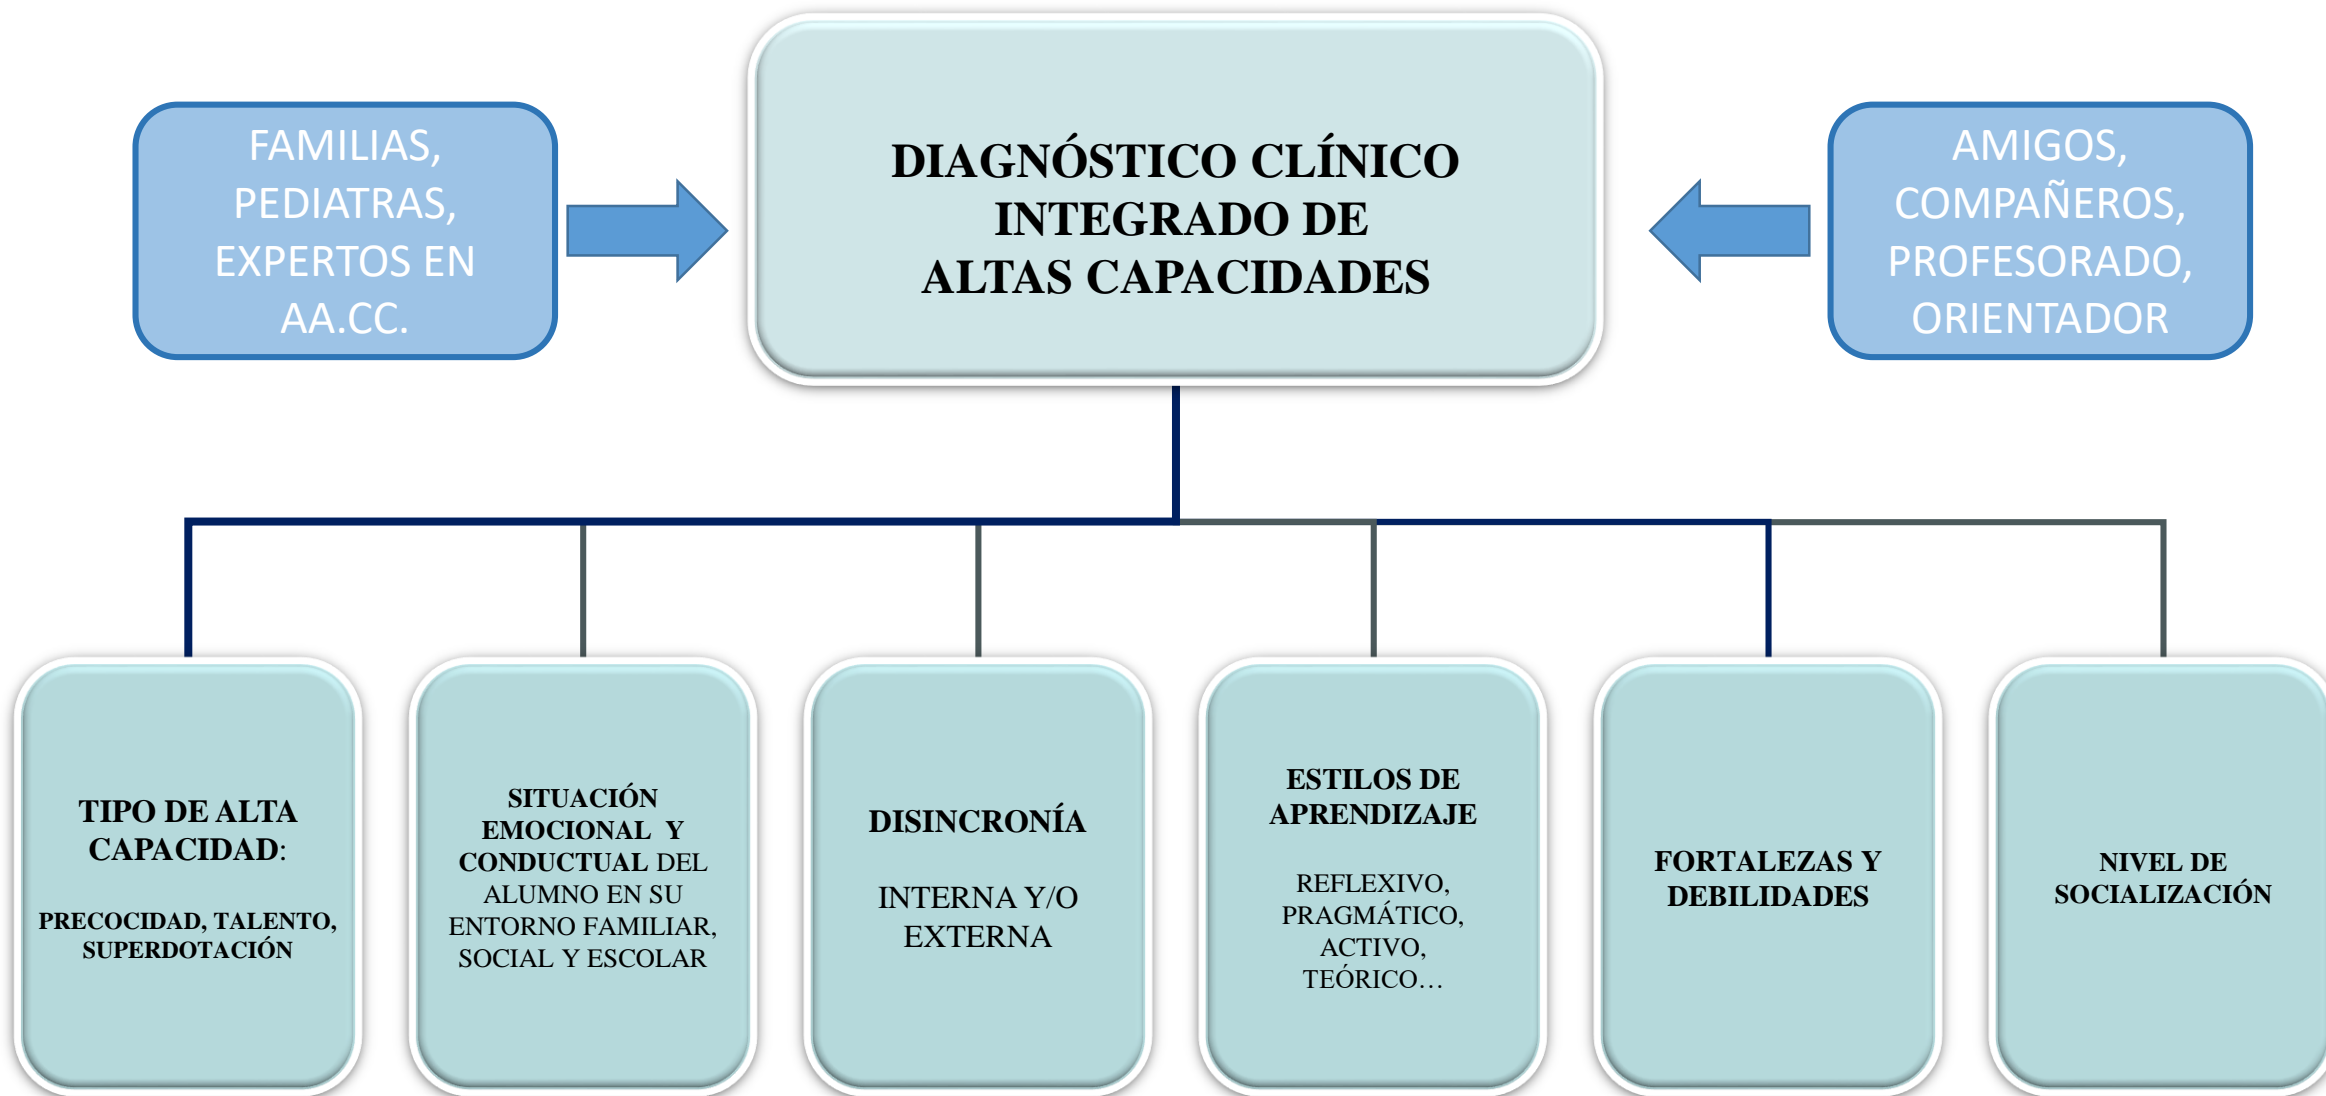 FAMILIAS,
PEDIATRAS,
EXPERTOS EN
AA.CC.
DIAGNÓSTICO CLÍNICO
INTEGRADO DE
ALTAS CAPACIDADES
AMIGOS,
COMPAÑEROS,
PROFESORADO,
ORIENTADOR
TIPO DE ALTA
CAPACIDAD:
PRECOCIDAD, TALENTO,
SUPERDOTACIÓN
SITUACIÓN
EMOCIONAL Y
CONDUCTUAL DEL
ALUMNO EN SU
ENTORNO FAMILIAR,
SOCIAL Y ESCOLAR
DISINCRONÍA
INTERNA Y/O
EXTERNA
ESTILOS DE
APRENDIZAJE
REFLEXIVO,
PRAGMÁTICO,
ACTIVO,
TEÓRICO…
FORTALEZAS Y
DEBILIDADES
NIVEL DE
SOCIALIZACIÓN